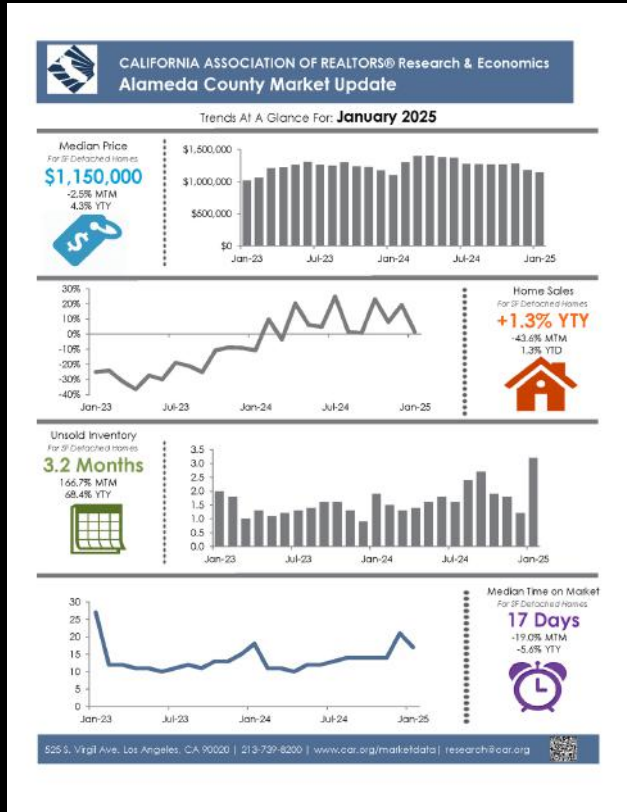 CALIFORNIA ASSOCIATION OF REALTORS® Research & Economics
Alameda County Market Update
Trends At A Glance For: January 2025
Median Price
For SF Detached Homes
$1,150,000
-2.5% MTM
4.3% YTY
$
$1,500,000
$1,000,000
$500,000
$0
Jan-23 Jul-23 Jan-24 Jul-24 Jan-25
30%
20%
10%
0%
-10%
-20%
-30%
-40%
Jan-23 Jul-23 Jan-24 Jul-24 Jan-25
Home Sales
For SF Detached Homes
+1.3% YTY
-43.6% MTM
1.3% YTD
Unsold Inventory
For SF Detached Homes
3.2 Months
166.7% MTM
68.4% YTY
3.5
3.0
2.5
2.0
1.5
1.0
0.5
0.0
Jan-23 Jul-23 Jan-24 Jul-24 Jan-25
30
25
20
15
10
5
0
Jan-23 Jul-23 Jan-24 Jul-24 Jan-25
Median Time on Market
For SF Detached Homes
17 Days
-19.0% MTM
-5.6% YTY
525 S. Virgil Ave. Los Angeles, CA 90020 | 213-739-8200 | www.car.org/marketdata| research@car.org